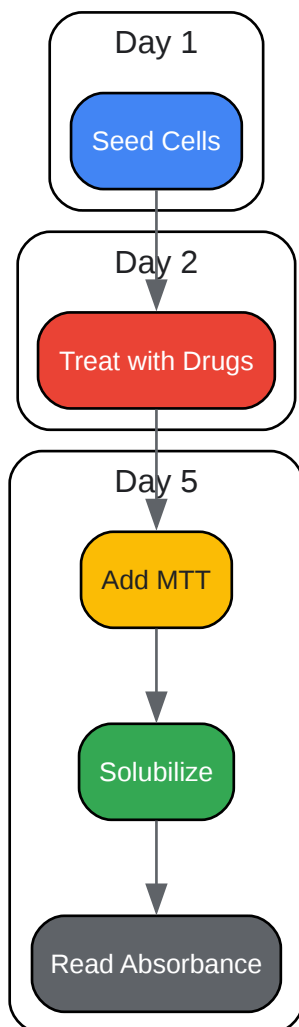 Day 1
Seed Cells
Day 2
Treat with Drugs
Day 5
Add MTT
Solubilize
Read Absorbance